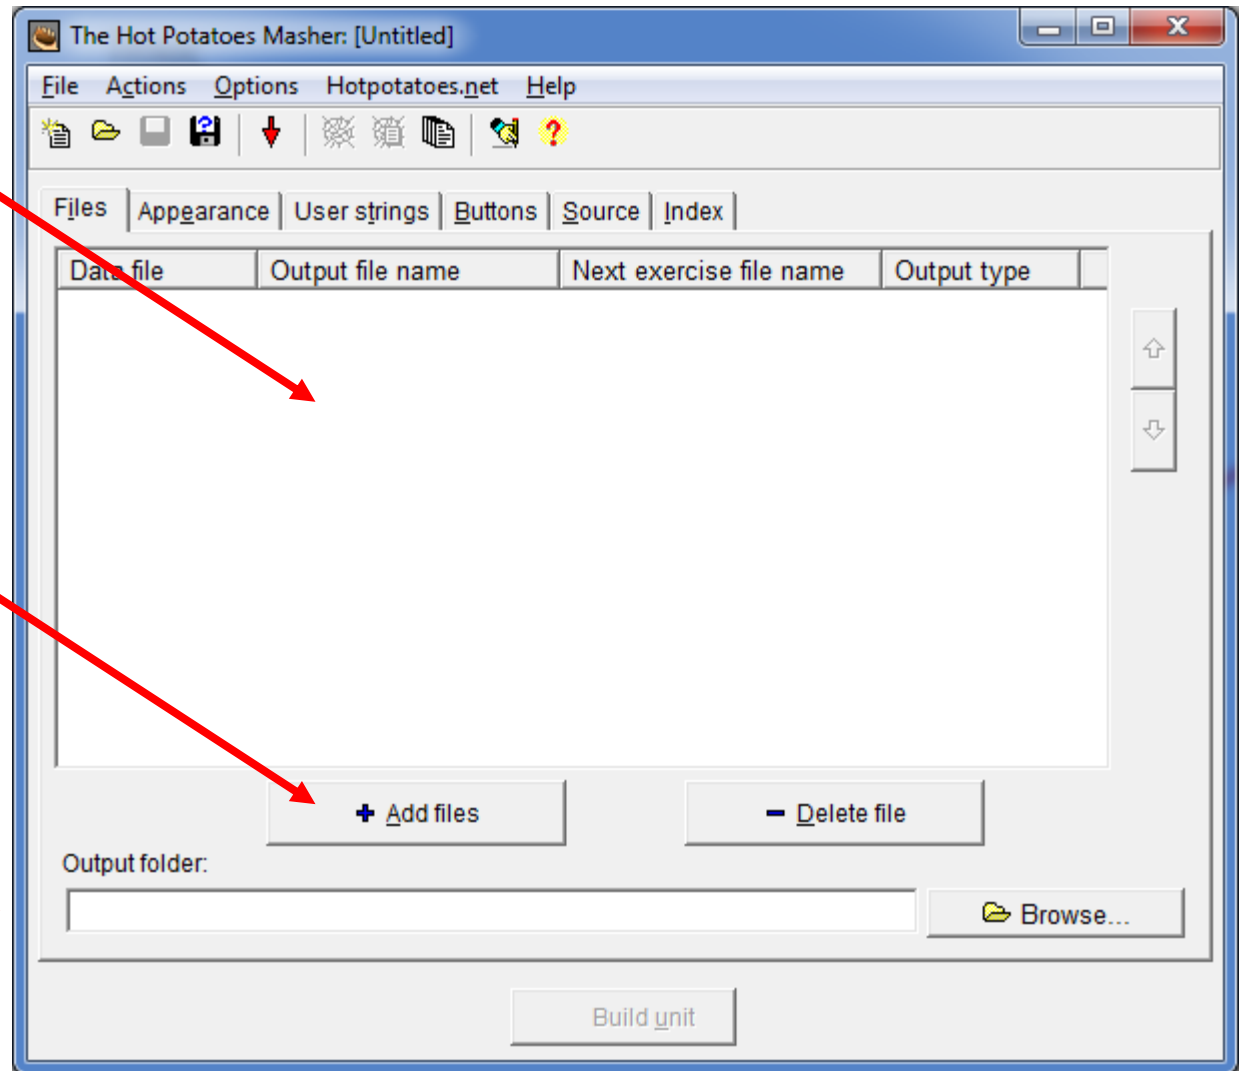 The Hot Potatoes Masher: [Untitled]
File Actions Options Hotpotatoes.net Help
Files Appearance User strings Buttons Source Index
Data file Output file name Next exercise file name Output type
+ Add files - Delete file
Output folder:
Browse...
Build unit